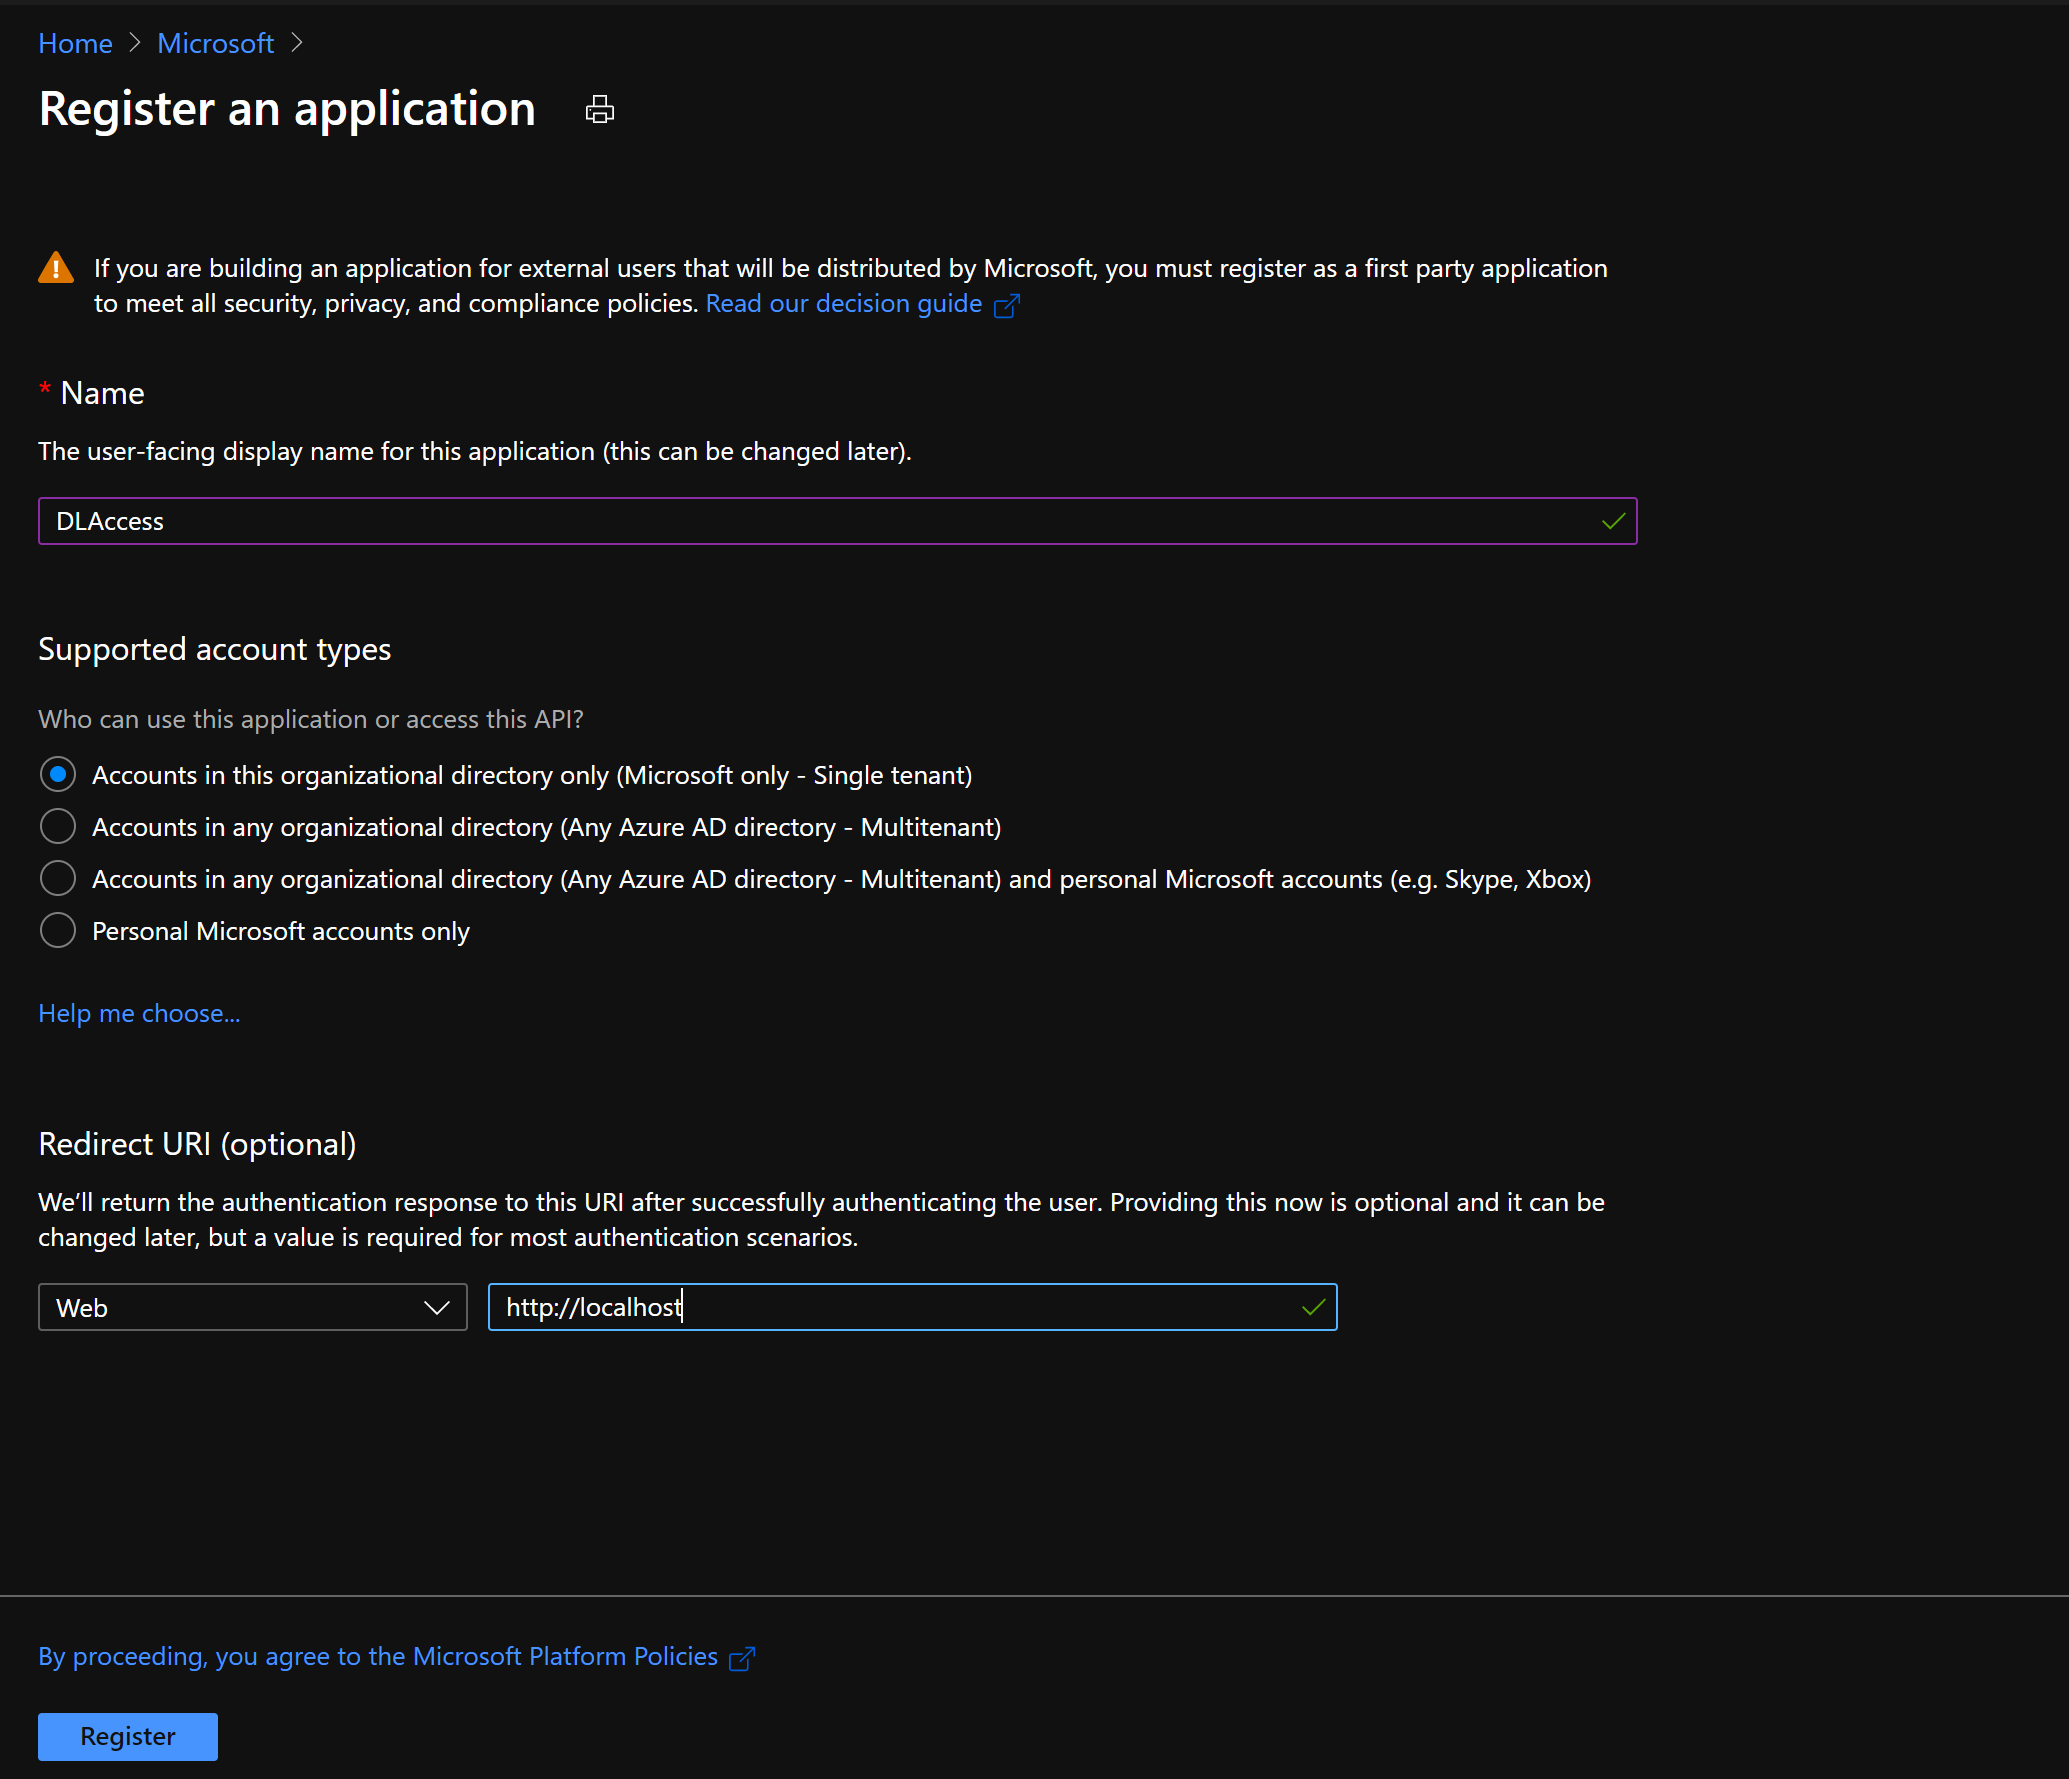 Home > Microsoft >
Register an application
If you are building an application for external users that will be distributed by Microsoft, you must register as a first party application
to meet all security, privacy, and compliance policies. Read our decision guide
* Name
The user-facing display name for this application (this can be changed later).
DLAccess
Supported account types
Who can use this application or access this API?
Accounts in this organizational directory only (Microsoft only - Single tenant)
Accounts in any organizational directory (Any Azure AD directory - Multitenant)
Accounts in any organizational directory (Any Azure AD directory - Multitenant) and personal Microsoft accounts (e.g. Skype, Xbox)
Personal Microsoft accounts only
Help me choose...
Redirect URI (optional)
We’ll return the authentication response to this URI after successfully authenticating the user. Providing this now is optional and it can be
changed later, but a value is required for most authentication scenarios.
Web
http://localhost
By proceeding, you agree to the Microsoft Platform Policies
Register